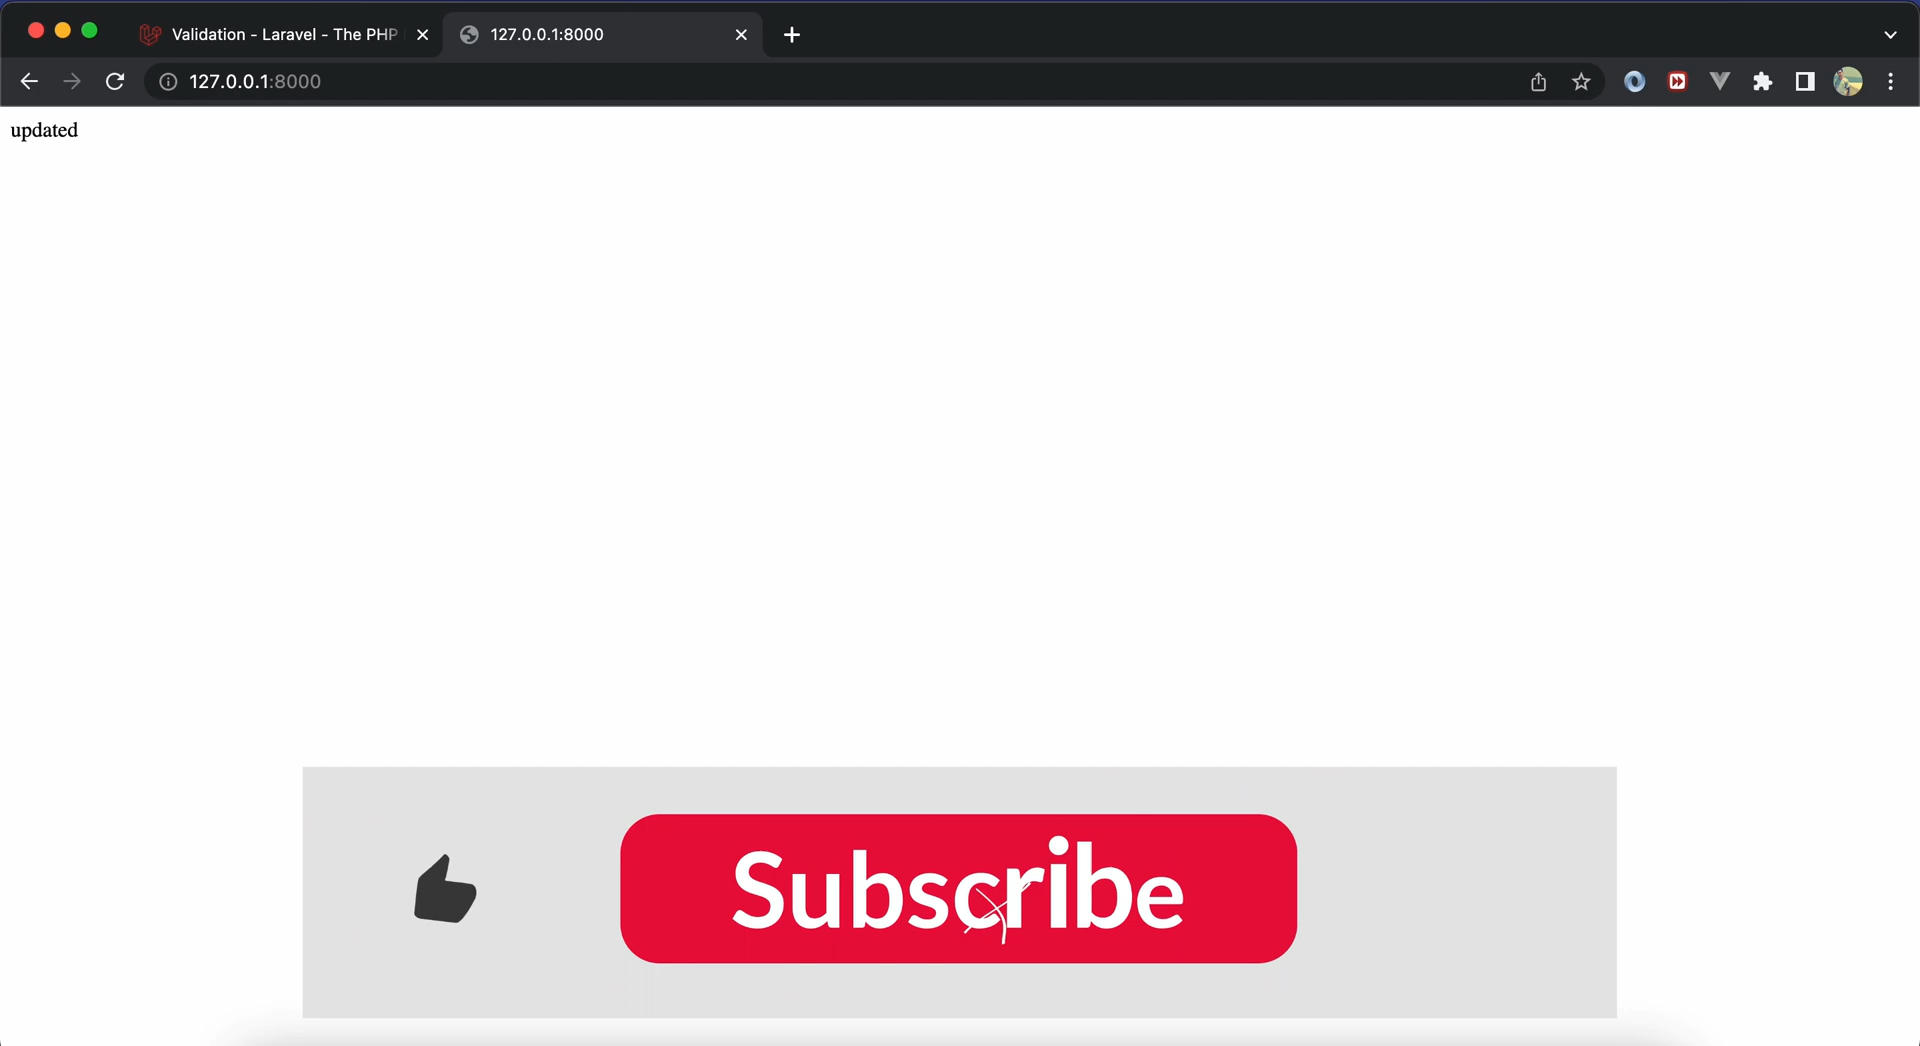 Validation - Laravel - The PHP
127.0.0.1:8000
127.0.0.1:8000
updated
Subscribe